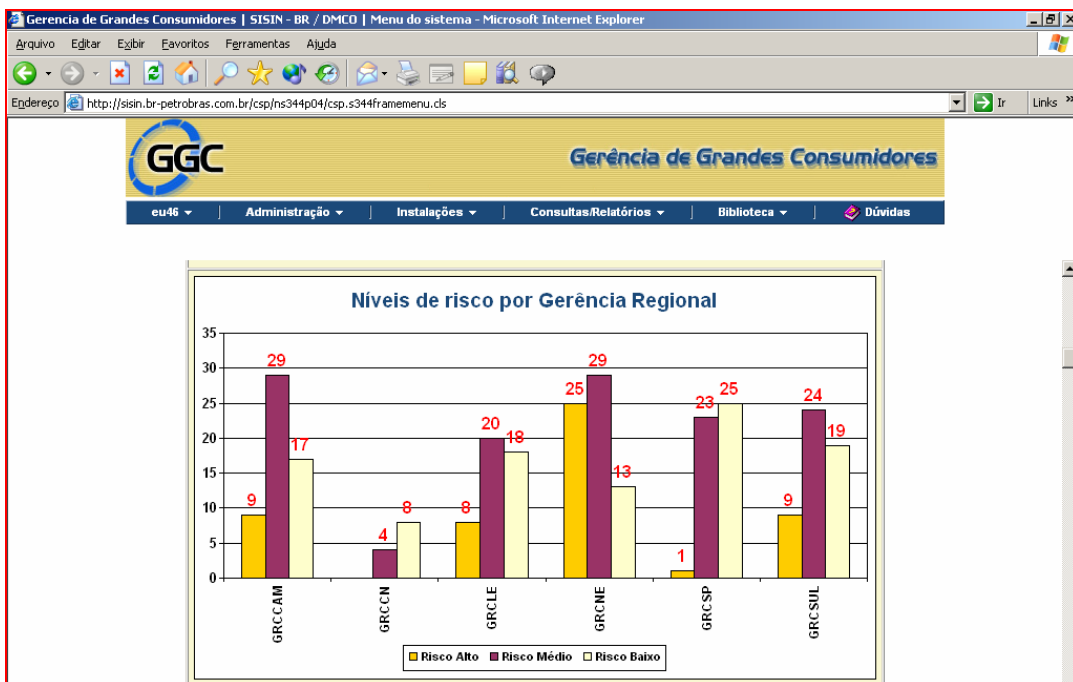 Gerencia de Grandes Consumidores | SISIN - BR / DMCO | Menu do sistema - Microsoft Internet Explorer
Arquivo Editar Exibir Favoritos Ferramentas Ajuda
Endereço http://sisin.br-petrobras.com.br/csp/ns344p04/csp.s344framemenu.cls Ir Links »
GGC Gerência de Grandes Consumidores
eu46 Administração Instalações Consultas/Relatórios Biblioteca Dúvidas
Níveis de risco por Gerência Regional
35
30
25
20
15
10
5
0
9 29 17
4 8
8 20 18
25 29 13
1 23 25
9 24 19
GRCCAM GRCCN GRCLE GRCNE GRCSP GRCSUL
Risco Alto Risco Médio Risco Baixo